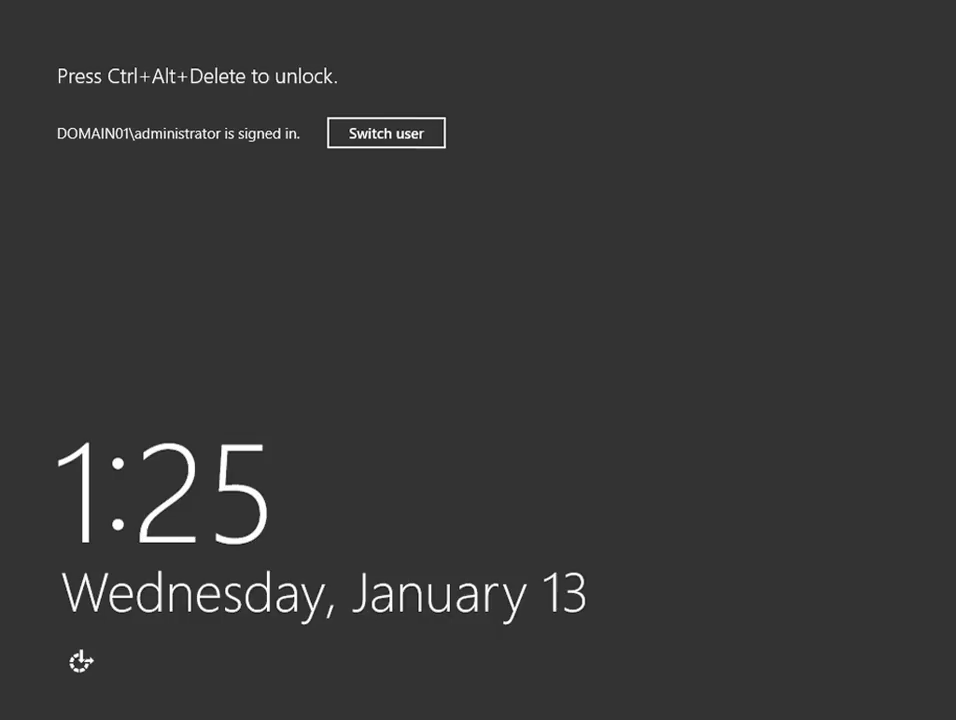 Press Ctrl+Alt+Delete to unlock.
DOMAIN01\administrator is signed in. Switch user
1:25
Wednesday, January 13